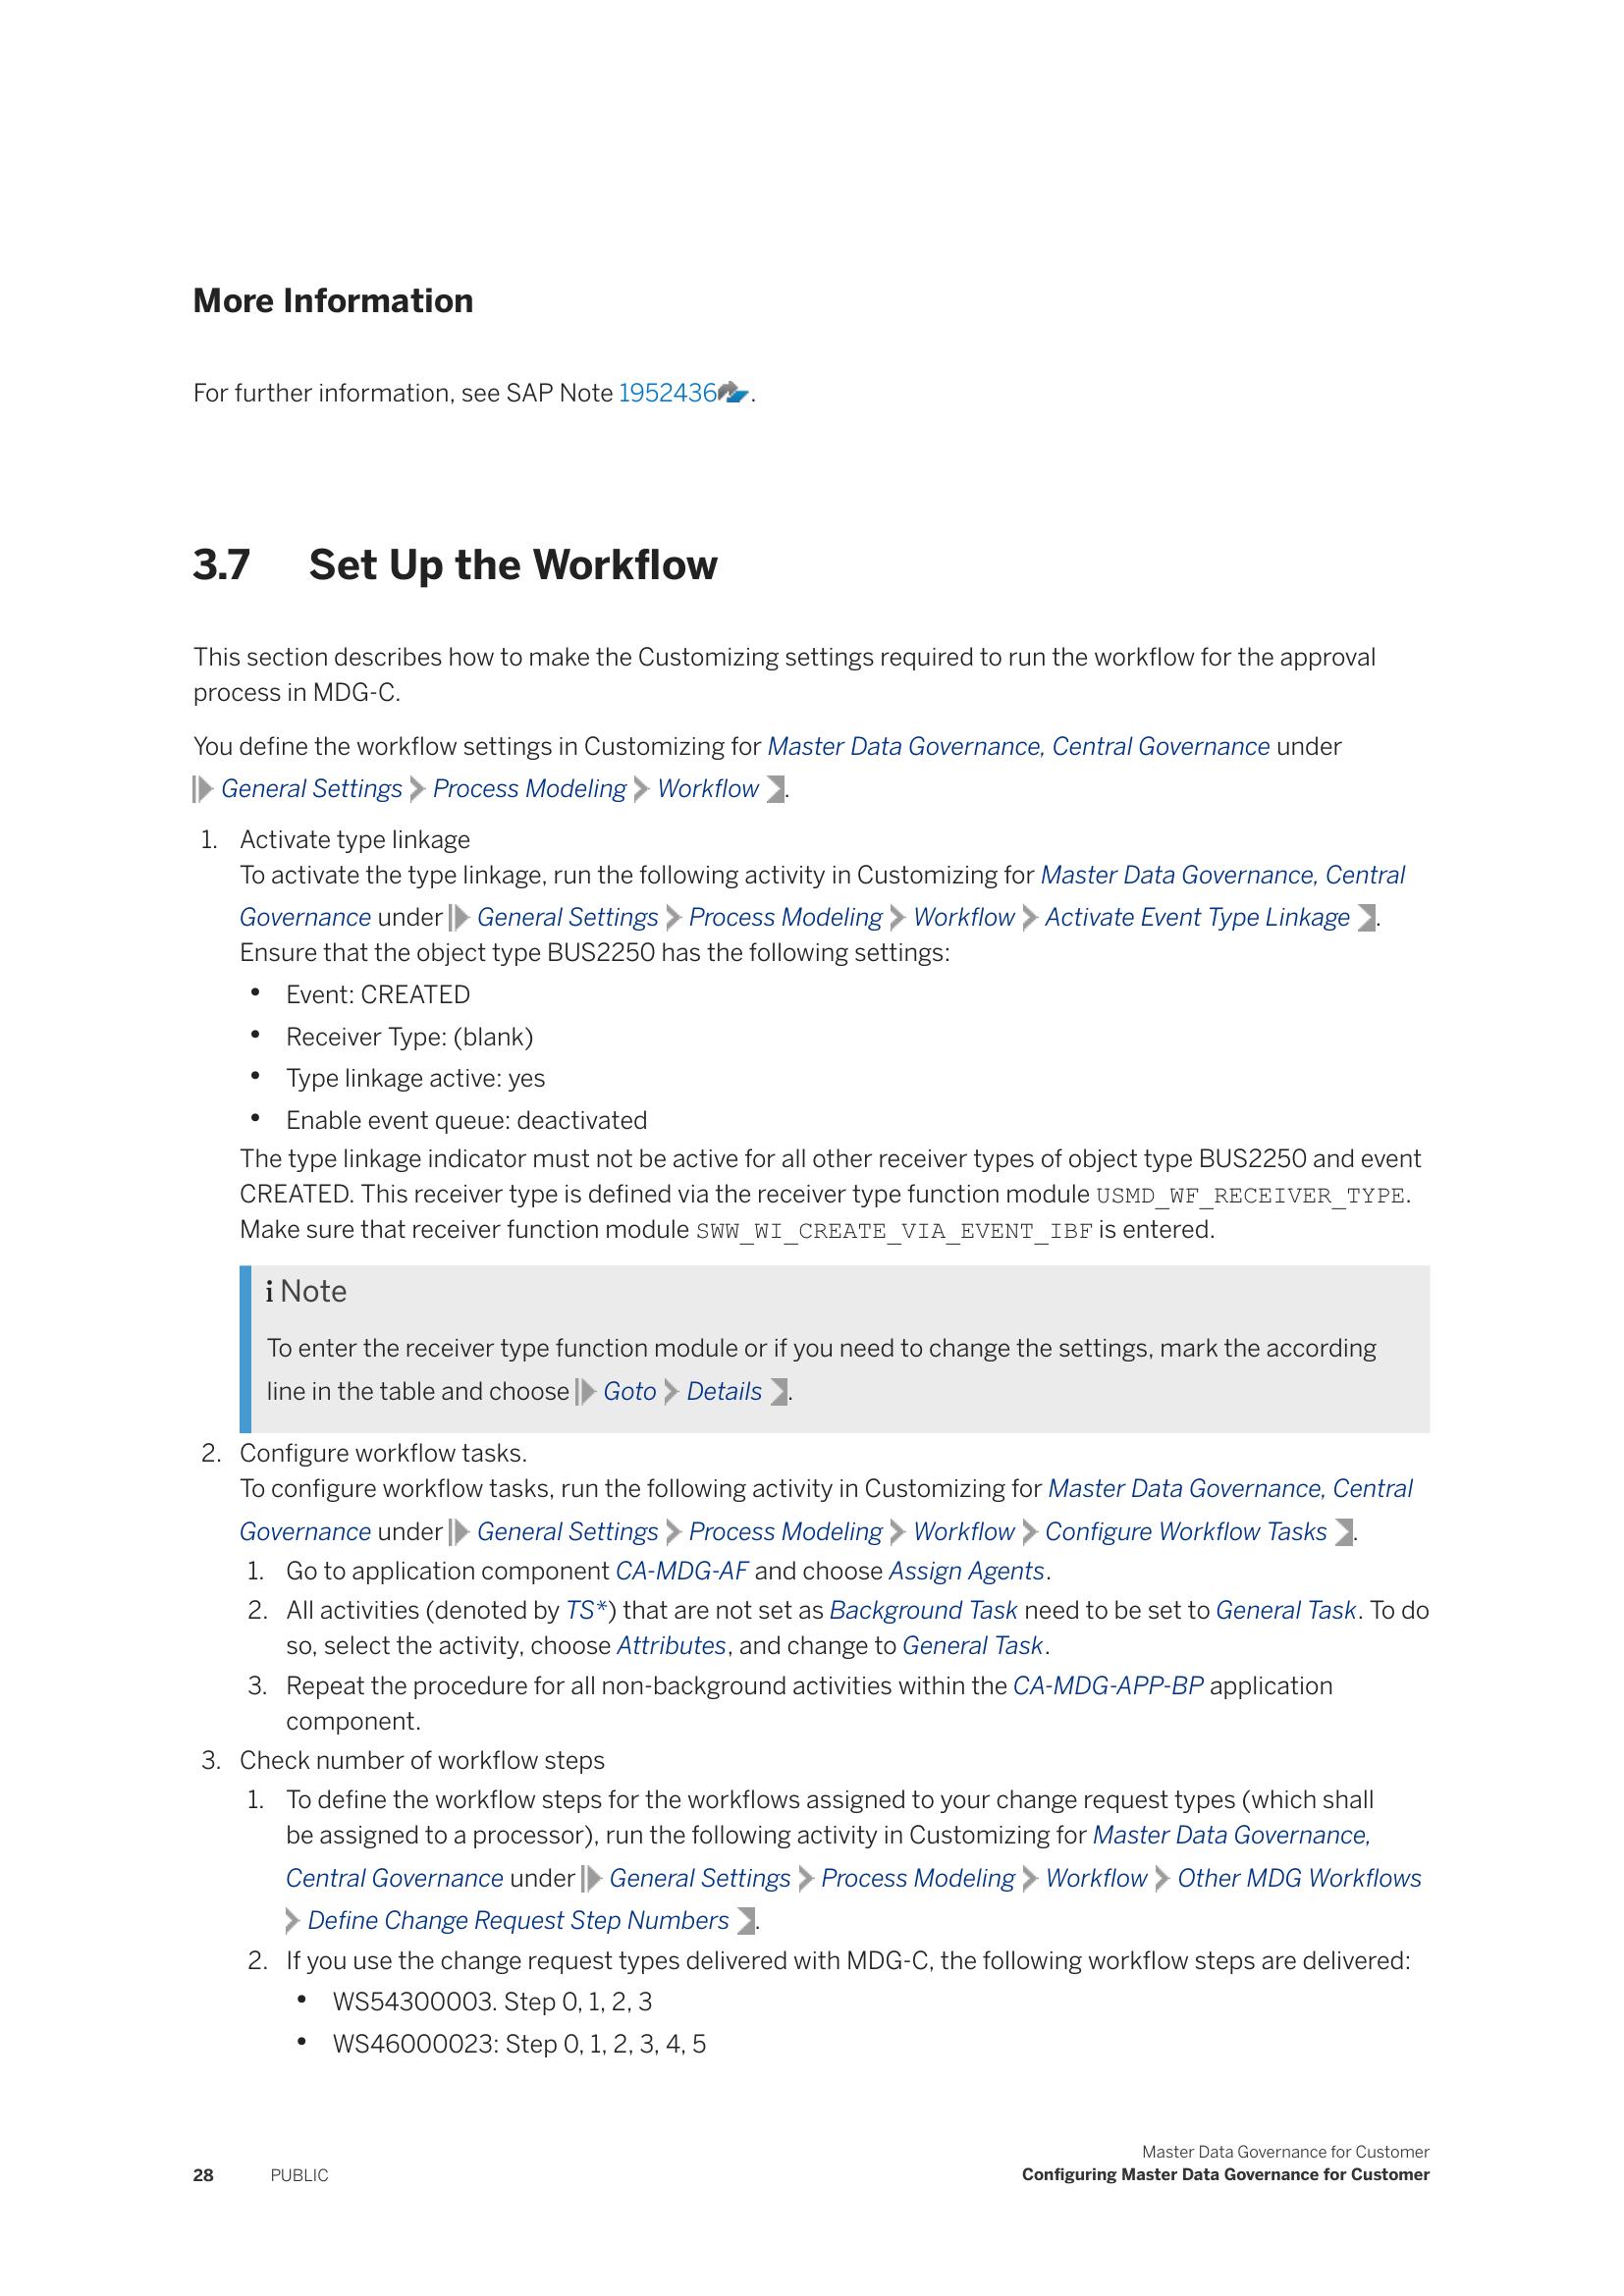 More Information
For further information, see SAP Note 1952436.
3.7 Set Up the Workflow
This section describes how to make the Customizing settings required to run the workflow for the approval
process in MDG-C.
You define the workflow settings in Customizing for Master Data Governance, Central Governance under
General Settings > Process Modeling > Workflow.
1. Activate type linkage
To activate the type linkage, run the following activity in Customizing for Master Data Governance, Central
Governance under General Settings > Process Modeling > Workflow > Activate Event Type Linkage.
Ensure that the object type BUS2250 has the following settings:
• Event: CREATED
• Receiver Type: (blank)
• Type linkage active: yes
• Enable event queue: deactivated
The type linkage indicator must not be active for all other receiver types of object type BUS2250 and event
CREATED. This receiver type is defined via the receiver type function module USMD_WF_RECEIVER_TYPE.
Make sure that receiver function module SWW_WI_CREATE_VIA_EVENT_IBF is entered.
i Note
To enter the receiver type function module or if you need to change the settings, mark the according
line in the table and choose Goto > Details.
2. Configure workflow tasks.
To configure workflow tasks, run the following activity in Customizing for Master Data Governance, Central
Governance under General Settings > Process Modeling > Workflow > Configure Workflow Tasks.
1. Go to application component CA-MDG-AF and choose Assign Agents.
2. All activities (denoted by TS*) that are not set as Background Task need to be set to General Task. To do
so, select the activity, choose Attributes, and change to General Task.
3. Repeat the procedure for all non-background activities within the CA-MDG-APP-BP application
component.
3. Check number of workflow steps
1. To define the workflow steps for the workflows assigned to your change request types (which shall
be assigned to a processor), run the following activity in Customizing for Master Data Governance,
Central Governance under General Settings > Process Modeling > Workflow > Other MDG Workflows
> Define Change Request Step Numbers.
2. If you use the change request types delivered with MDG-C, the following workflow steps are delivered:
• WS54300003. Step 0, 1, 2, 3
• WS46000023: Step 0, 1, 2, 3, 4, 5
Master Data Governance for Customer
28 PUBLIC Configuring Master Data Governance for Customer